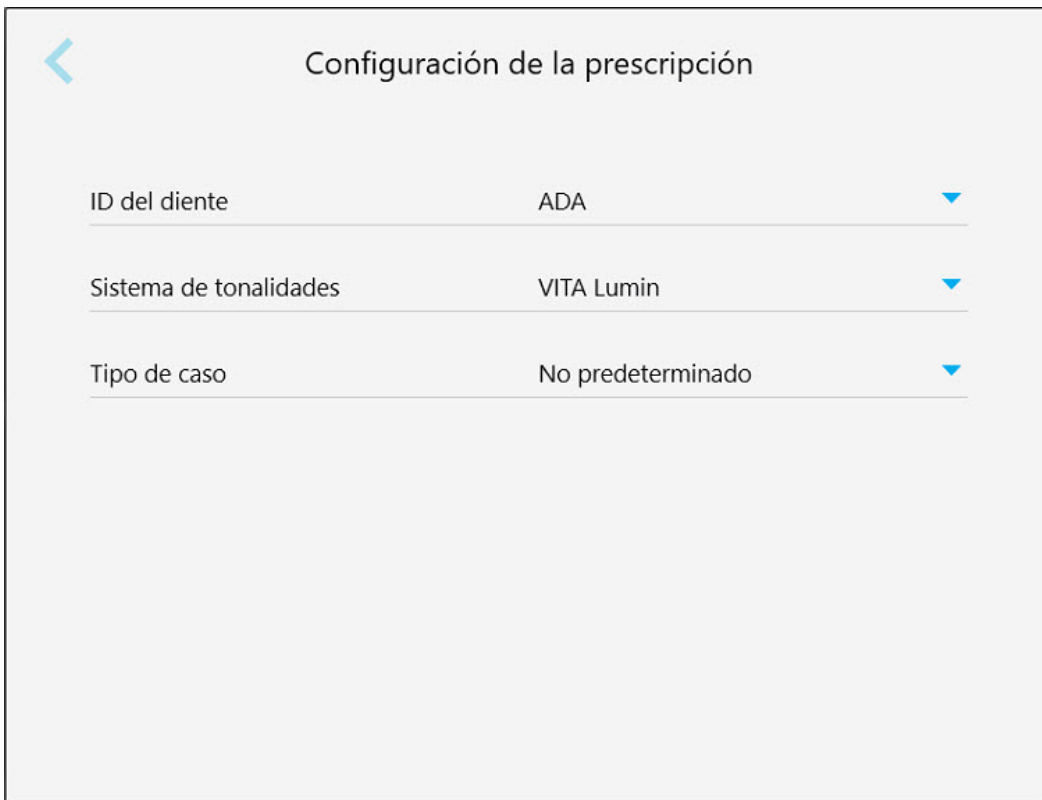 Configuración de la prescripción
ID del diente ADA
Sistema de tonalidades VITA Lumin
Tipo de caso No predeterminado